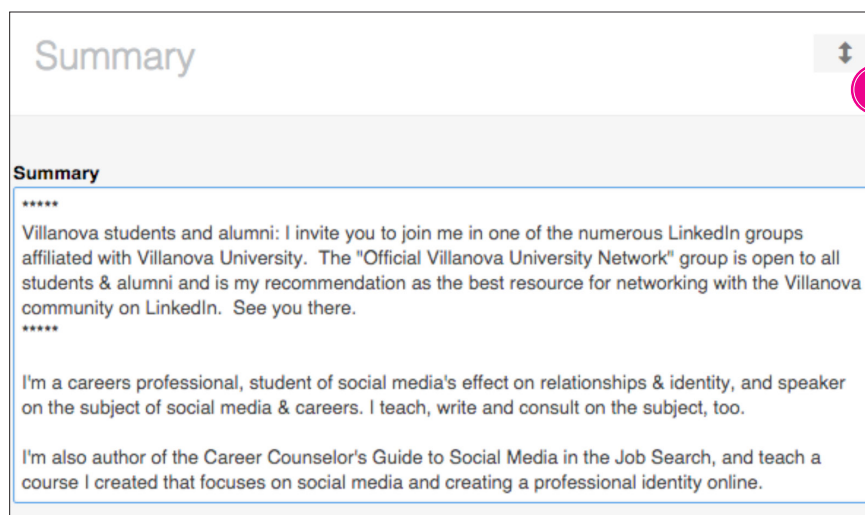 Summary
Summary
*****
Villanova students and alumni: I invite you to join me in one of the numerous LinkedIn groups
affiliated with Villanova University.  The "Official Villanova University Network" group is open to all
students & alumni and is my recommendation as the best resource for networking with the Villanova
community on LinkedIn.  See you there.
*****
I'm a careers professional, student of social media's effect on relationships & identity, and speaker
on the subject of social media & careers. I teach, write and consult on the subject, too.
I'm also author of the Career Counselor's Guide to Social Media in the Job Search, and teach a
course I created that focuses on social media and creating a professional identity online.